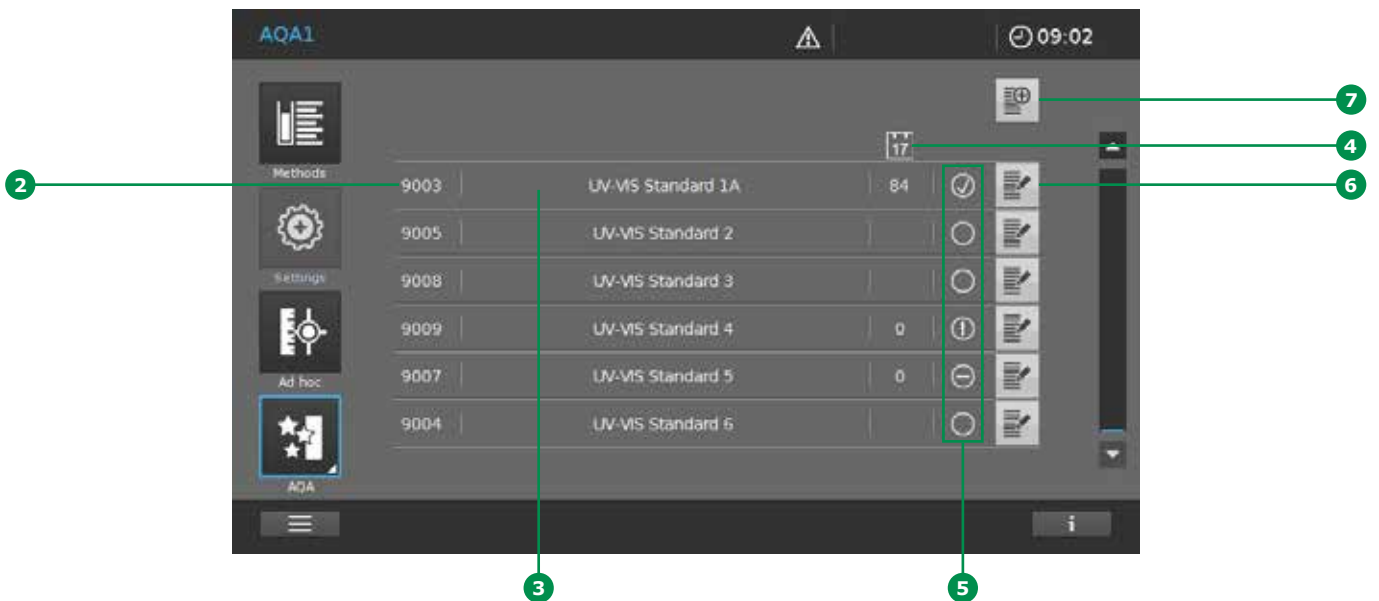 AQA1 09:02
7
17 4
Methods
2 9003 UV-VIS Standard 1A 84 6
9005 UV-VIS Standard 2
Settings
9008 UV-VIS Standard 3
9009 UV-VIS Standard 4 0
Ad hoc
9007 UV-VIS Standard 5 0
9004 UV-VIS Standard 6
AQA
i
3 5